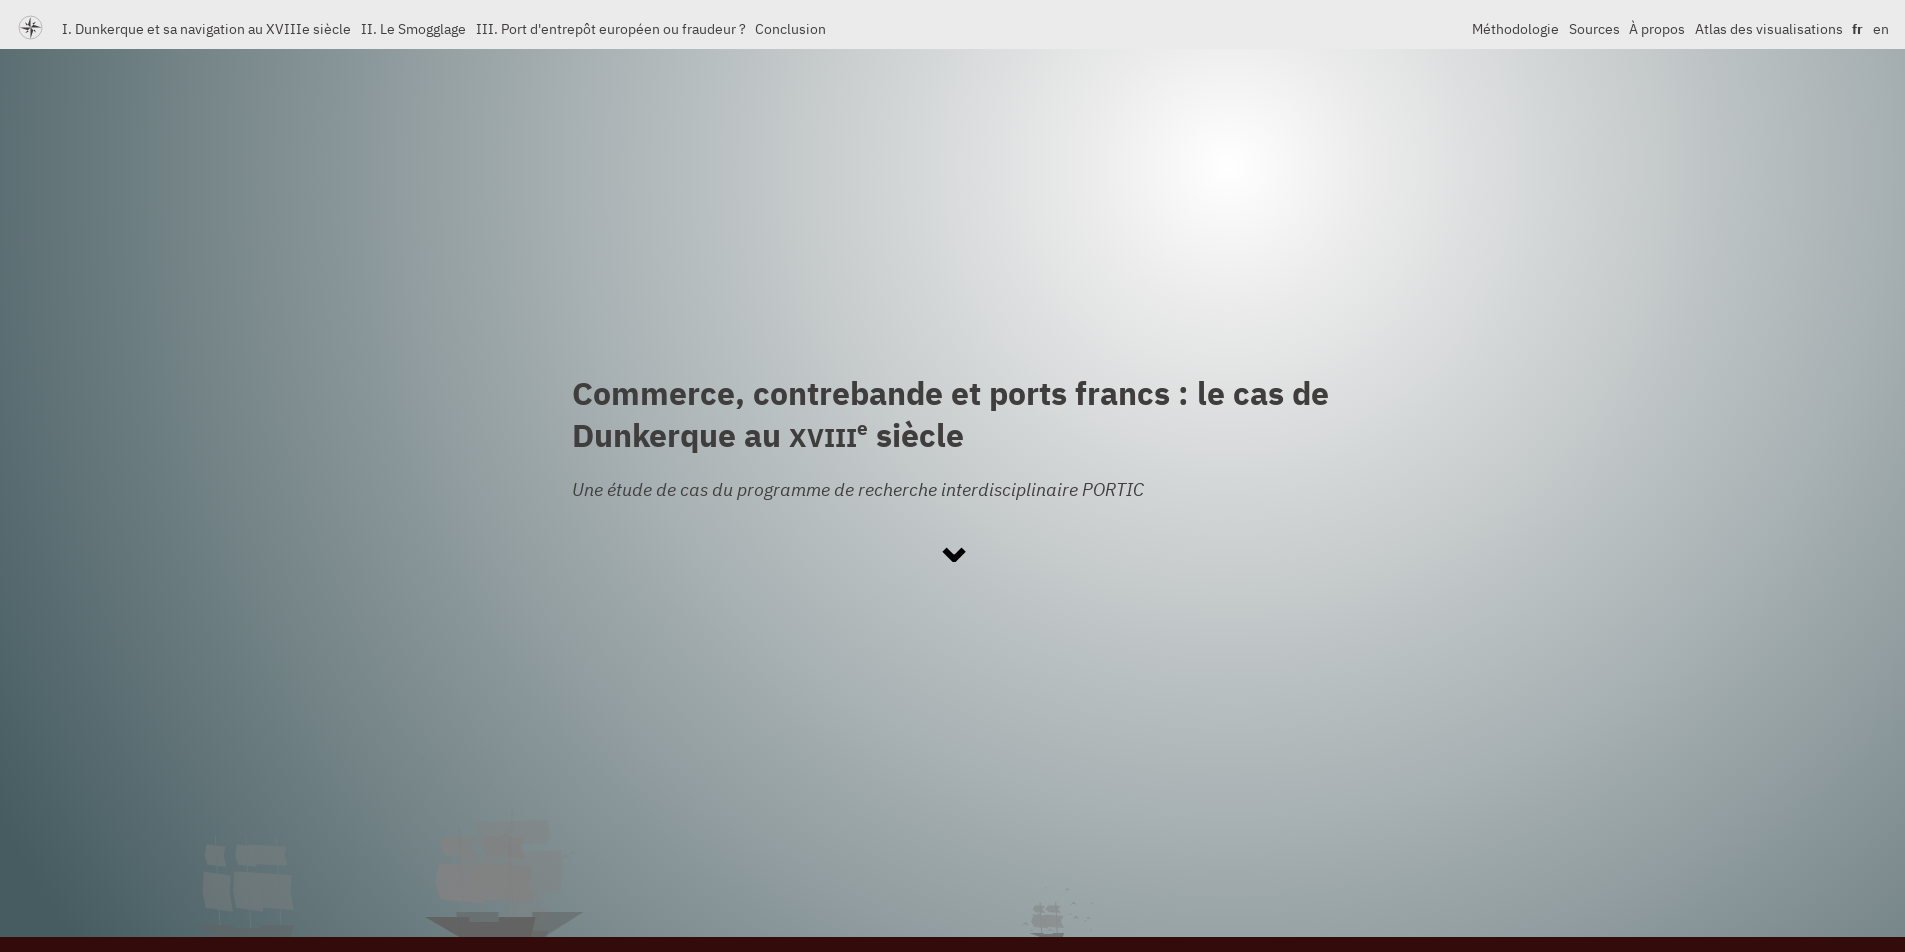 I. Dunkerque et sa navigation au XVIIIe siècle II. Le Smogglage III. Port d'entrepôt européen ou fraudeur ? Conclusion Méthodologie Sources À propos Atlas des visualisations fr en
Commerce, contrebande et ports francs : le cas de
Dunkerque au XVIIIe siècle
Une étude de cas du programme de recherche interdisciplinaire PORTIC